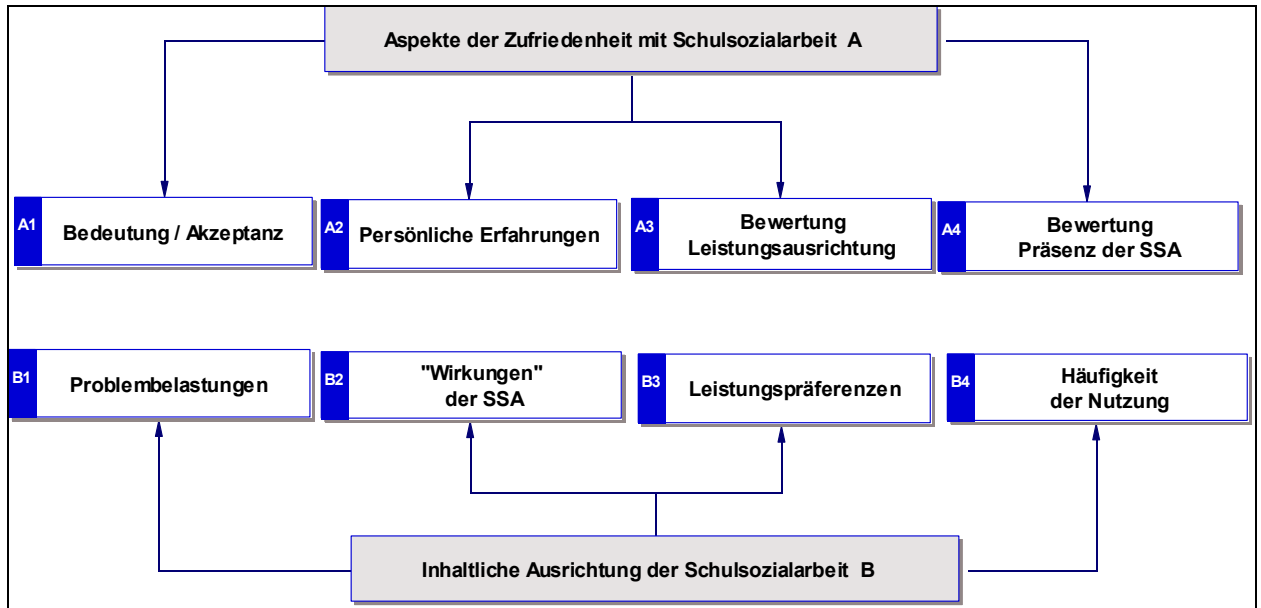 Aspekte der Zufriedenheit mit Schulsozialarbeit A
A1
Bedeutung / Akzeptanz
A2
Persönliche Erfahrungen
A3
Bewertung
Leistungsausrichtung
A4
Bewertung
Präsenz der SSA
B1
Problembelastungen
B2
"Wirkungen"
der SSA
B3
Leistungspräferenzen
B4
Häufigkeit
der Nutzung
Inhaltliche Ausrichtung der Schulsozialarbeit B